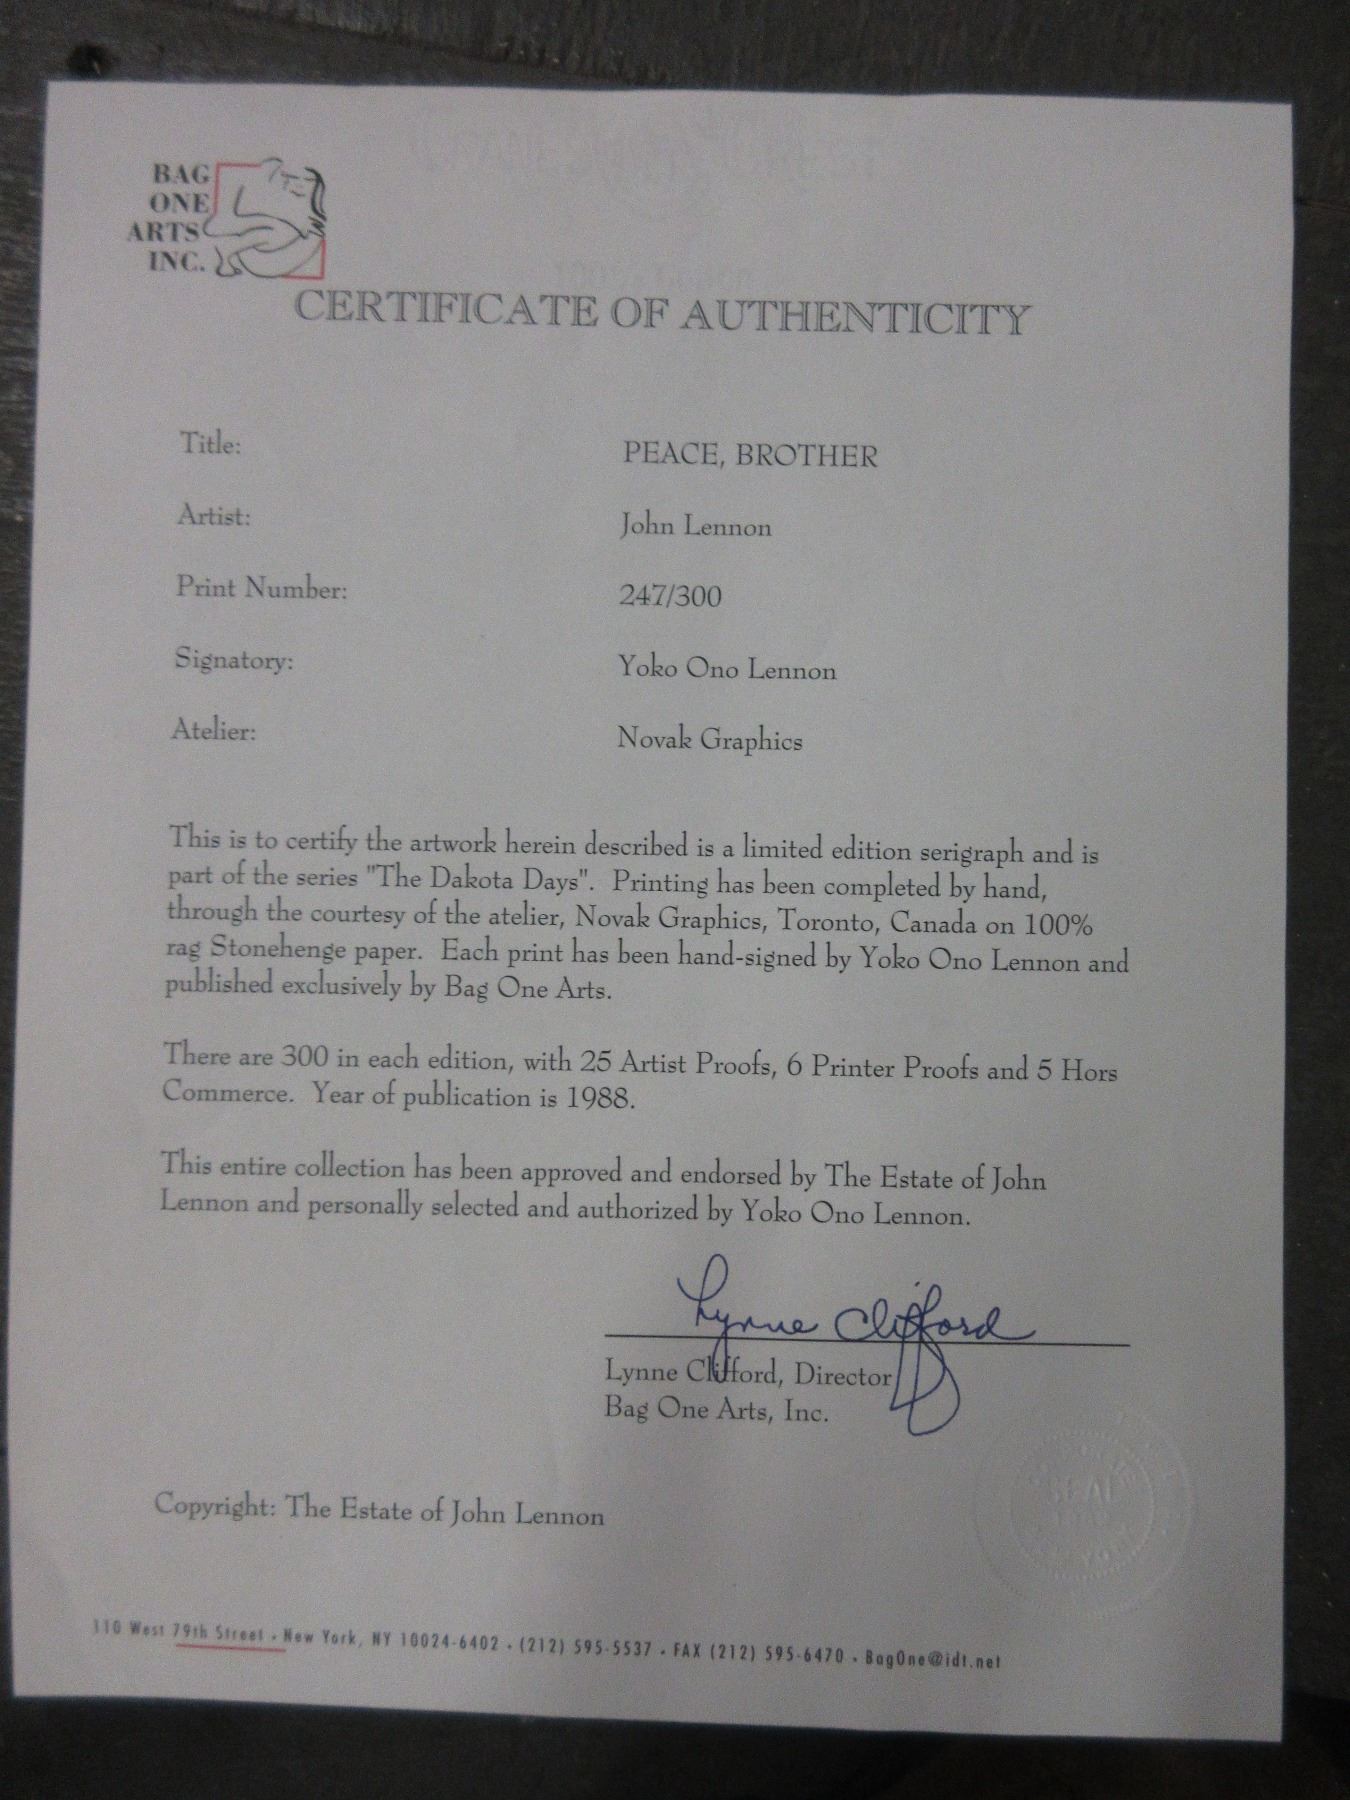 BAG
ONE
ARTS
INC.
CERTIFICATE OF AUTHENTICITY
Title: PEACE, BROTHER
Artist: John Lennon
Print Number: 247/300
Signatory: Yoko Ono Lennon
Atelier: Novak Graphics
This is to certify the artwork herein described is a limited edition serigraph and is
part of the series "The Dakota Days". Printing has been completed by hand,
through the courtesy of the atelier, Novak Graphics, Toronto, Canada on 100%
rag Stonehenge paper. Each print has been hand-signed by Yoko Ono Lennon and
published exclusively by Bag One Arts.
There are 300 in each edition, with 25 Artist Proofs, 6 Printer Proofs and 5 Hors
Commerce. Year of publication is 1988.
This entire collection has been approved and endorsed by The Estate of John
Lennon and personally selected and authorized by Yoko Ono Lennon.
Lynne Clifford
Lynne Clifford, Director
Bag One Arts, Inc.
SEAL
Copyright: The Estate of John Lennon
110 West 79th Street • New York, NY 10024-6402 • (212) 595-5537 • FAX (212) 595-6470 • BagOne@idt.net